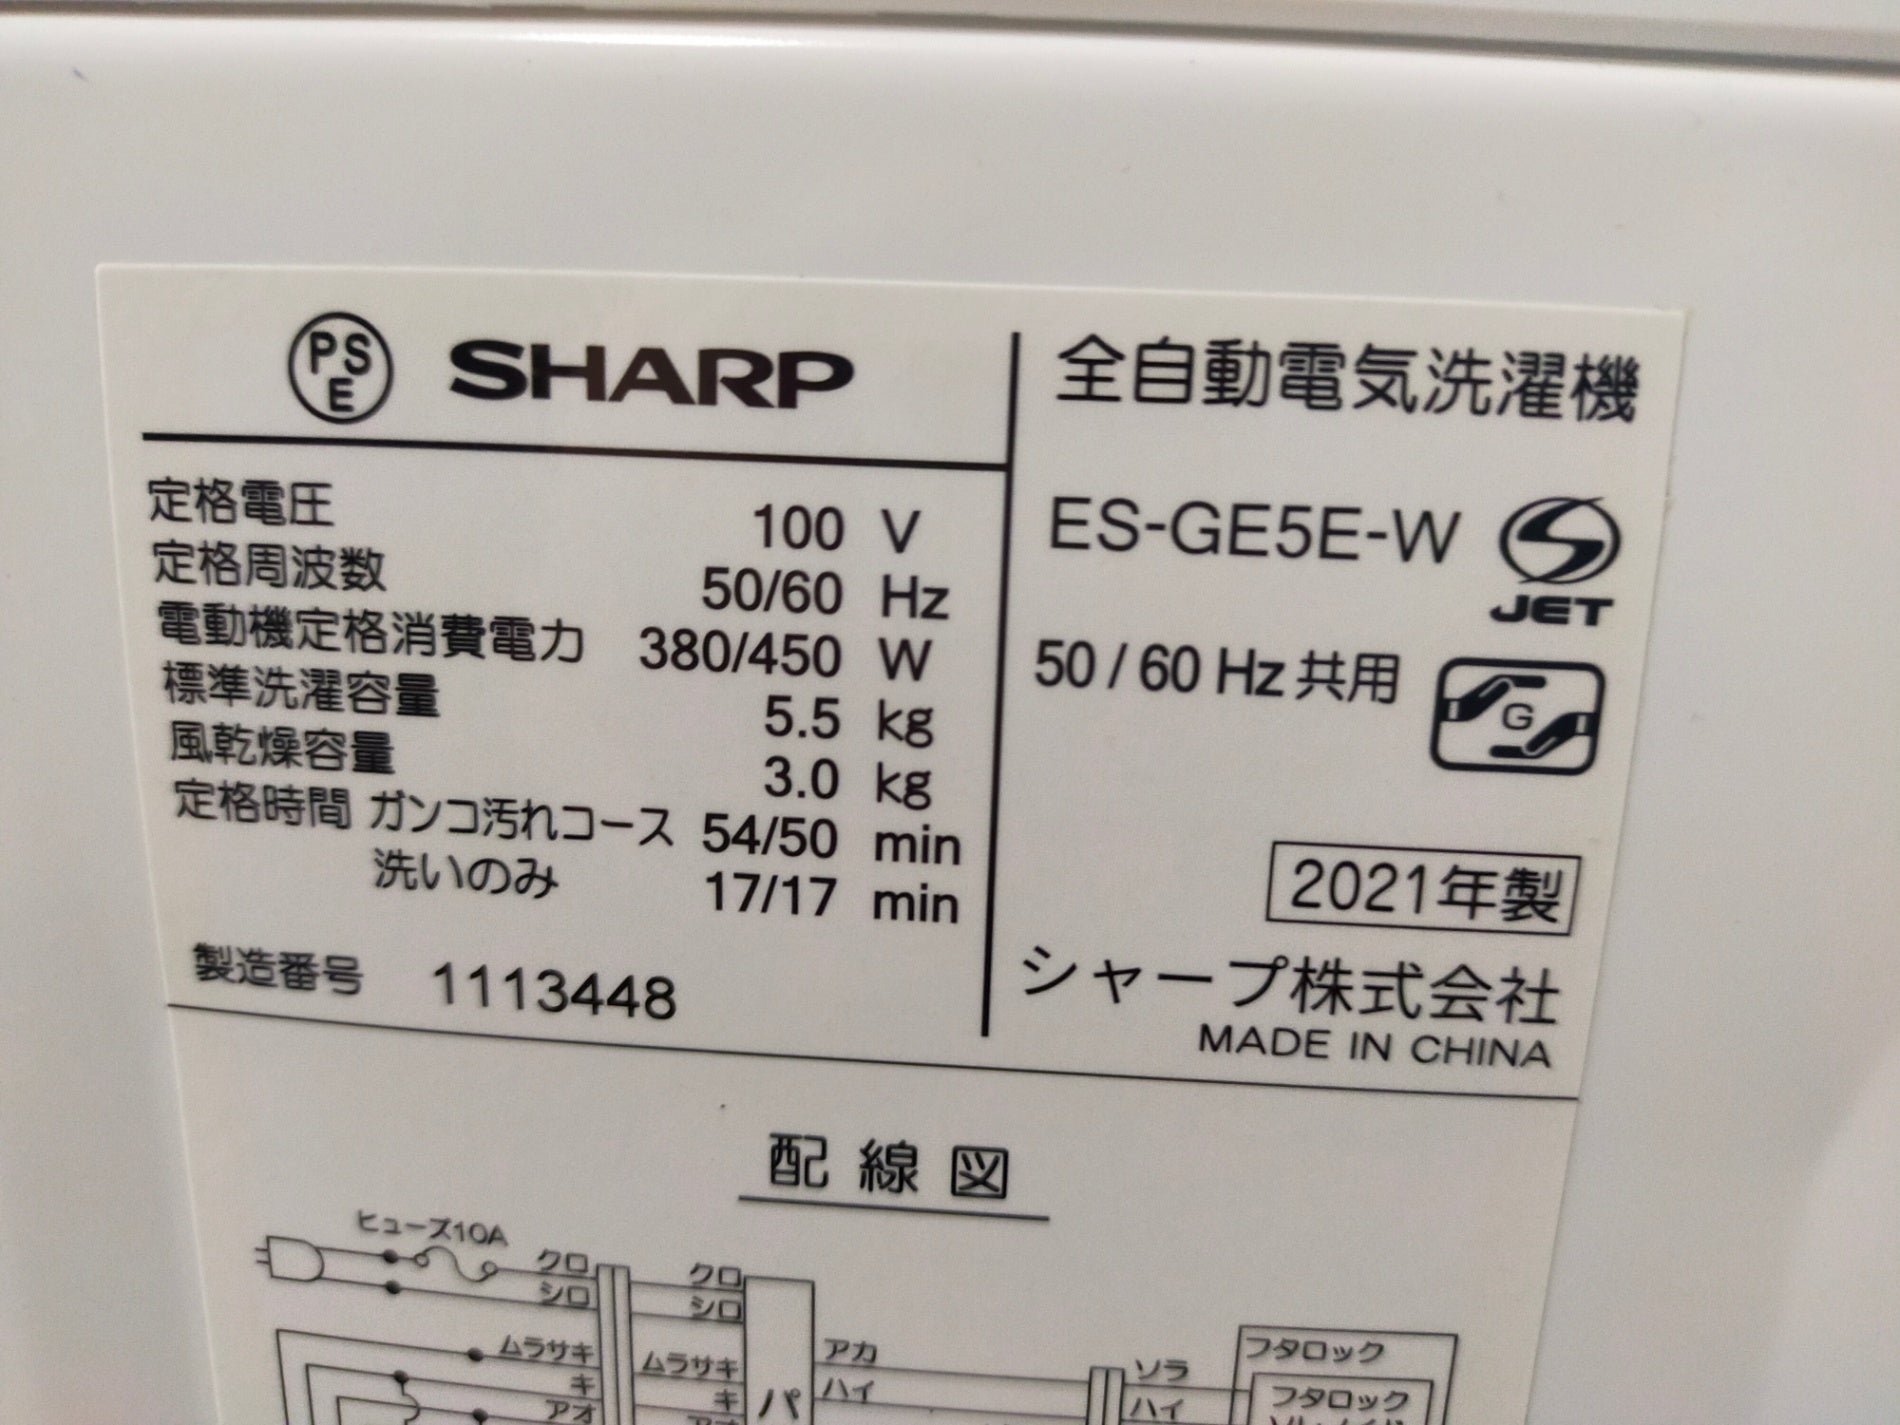 PSE SHARP
定格電圧 100 V
定格周波数 50/60 Hz
電動機定格消費電力 380/450 W
標準洗濯容量 5.5 kg
風乾燥容量 3.0 kg
定格時間 ガンコ汚れコース 54/50 min
洗いのみ 17/17 min
製造番号 1113448
全自動電気洗濯機
ES-GE5E-W
JET
50 / 60 Hz 共用
G
2021年製
シャープ株式会社
MADE IN CHINA
配線図
ヒューズ10A
クロ クロ
シロ シロ
ムラサキ ムラサキ
キ キ
アオ
パ
アカ
ハイ
ソラ
ハイ
フタロック
フタロック